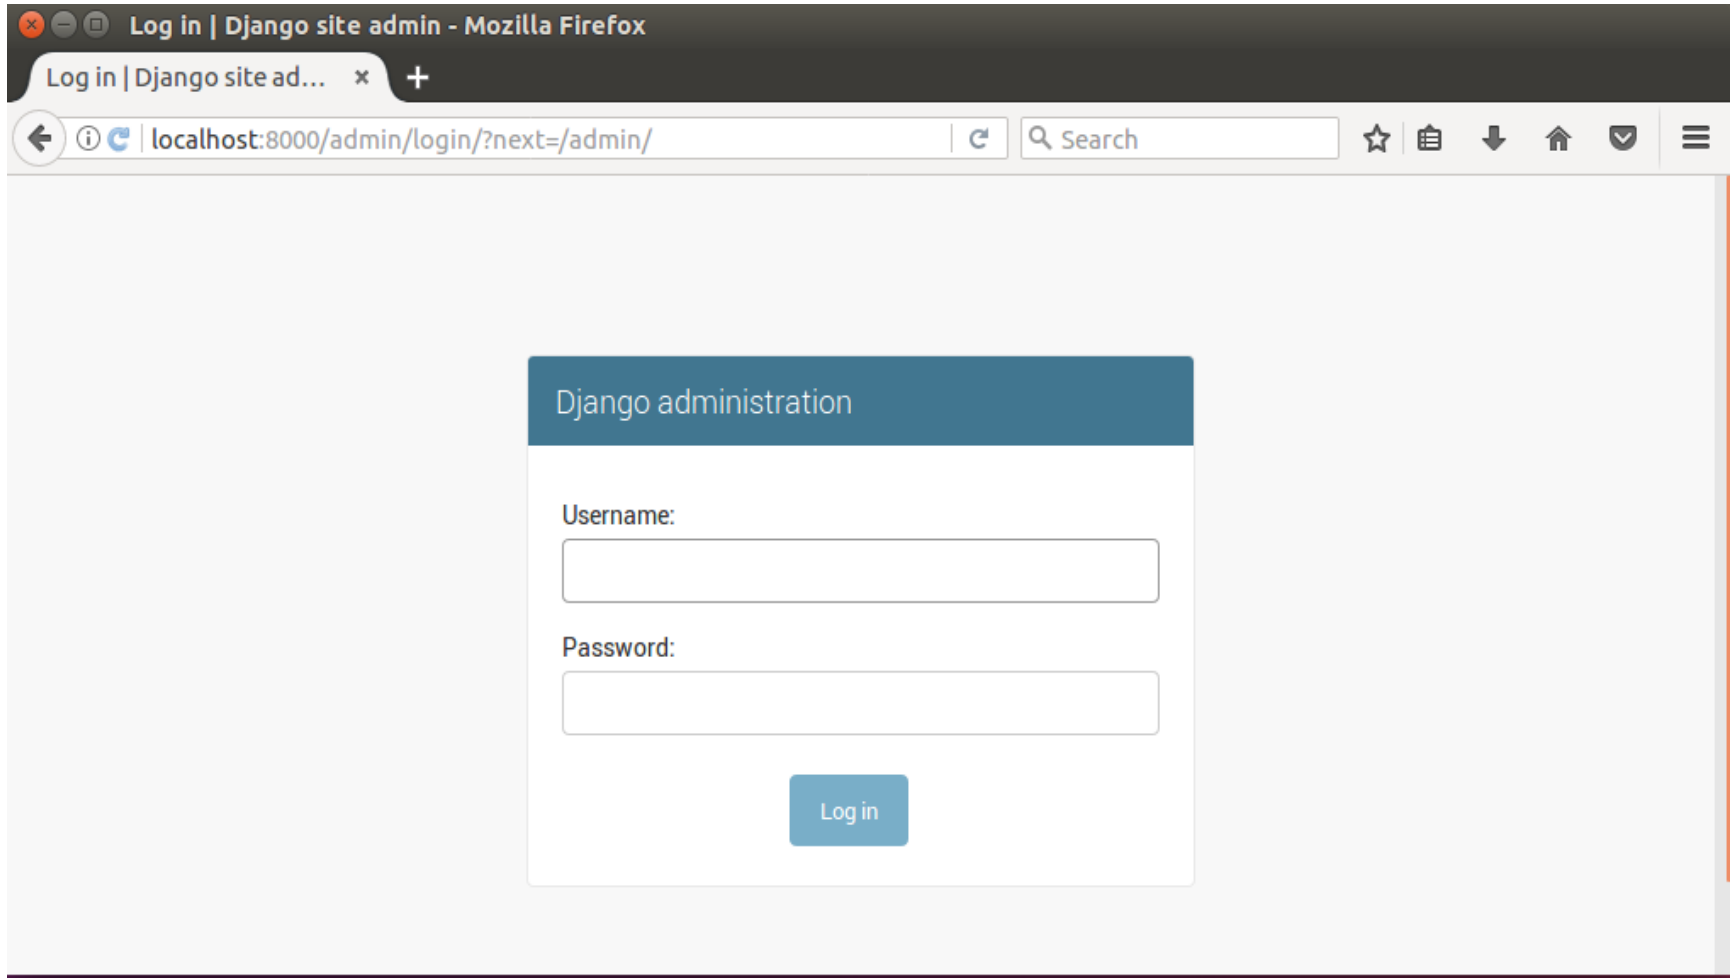 Log in | Django site admin - Mozilla Firefox
Log in | Django site ad...
localhost:8000/admin/login/?next=/admin/
Search
Django administration
Username:
Password:
Log in